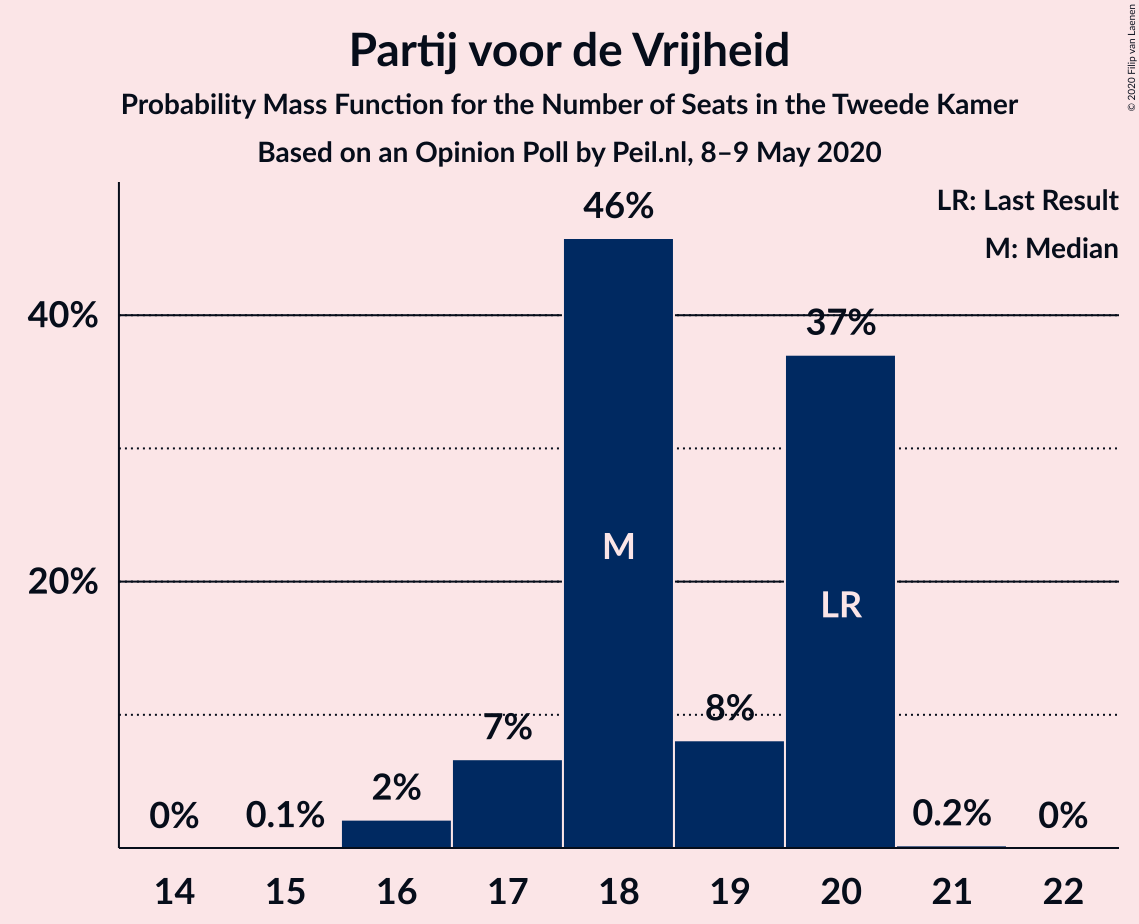 Partij voor de Vrijheid
Probability Mass Function for the Number of Seats in the Tweede Kamer
Based on an Opinion Poll by Peil.nl, 8–9 May 2020
© 2020 Filip van Laenen
LR: Last Result
M: Median
40%
20%
0%
0.1%
2%
7%
46%
8%
37%
0.2%
0%
M
LR
14 15 16 17 18 19 20 21 22